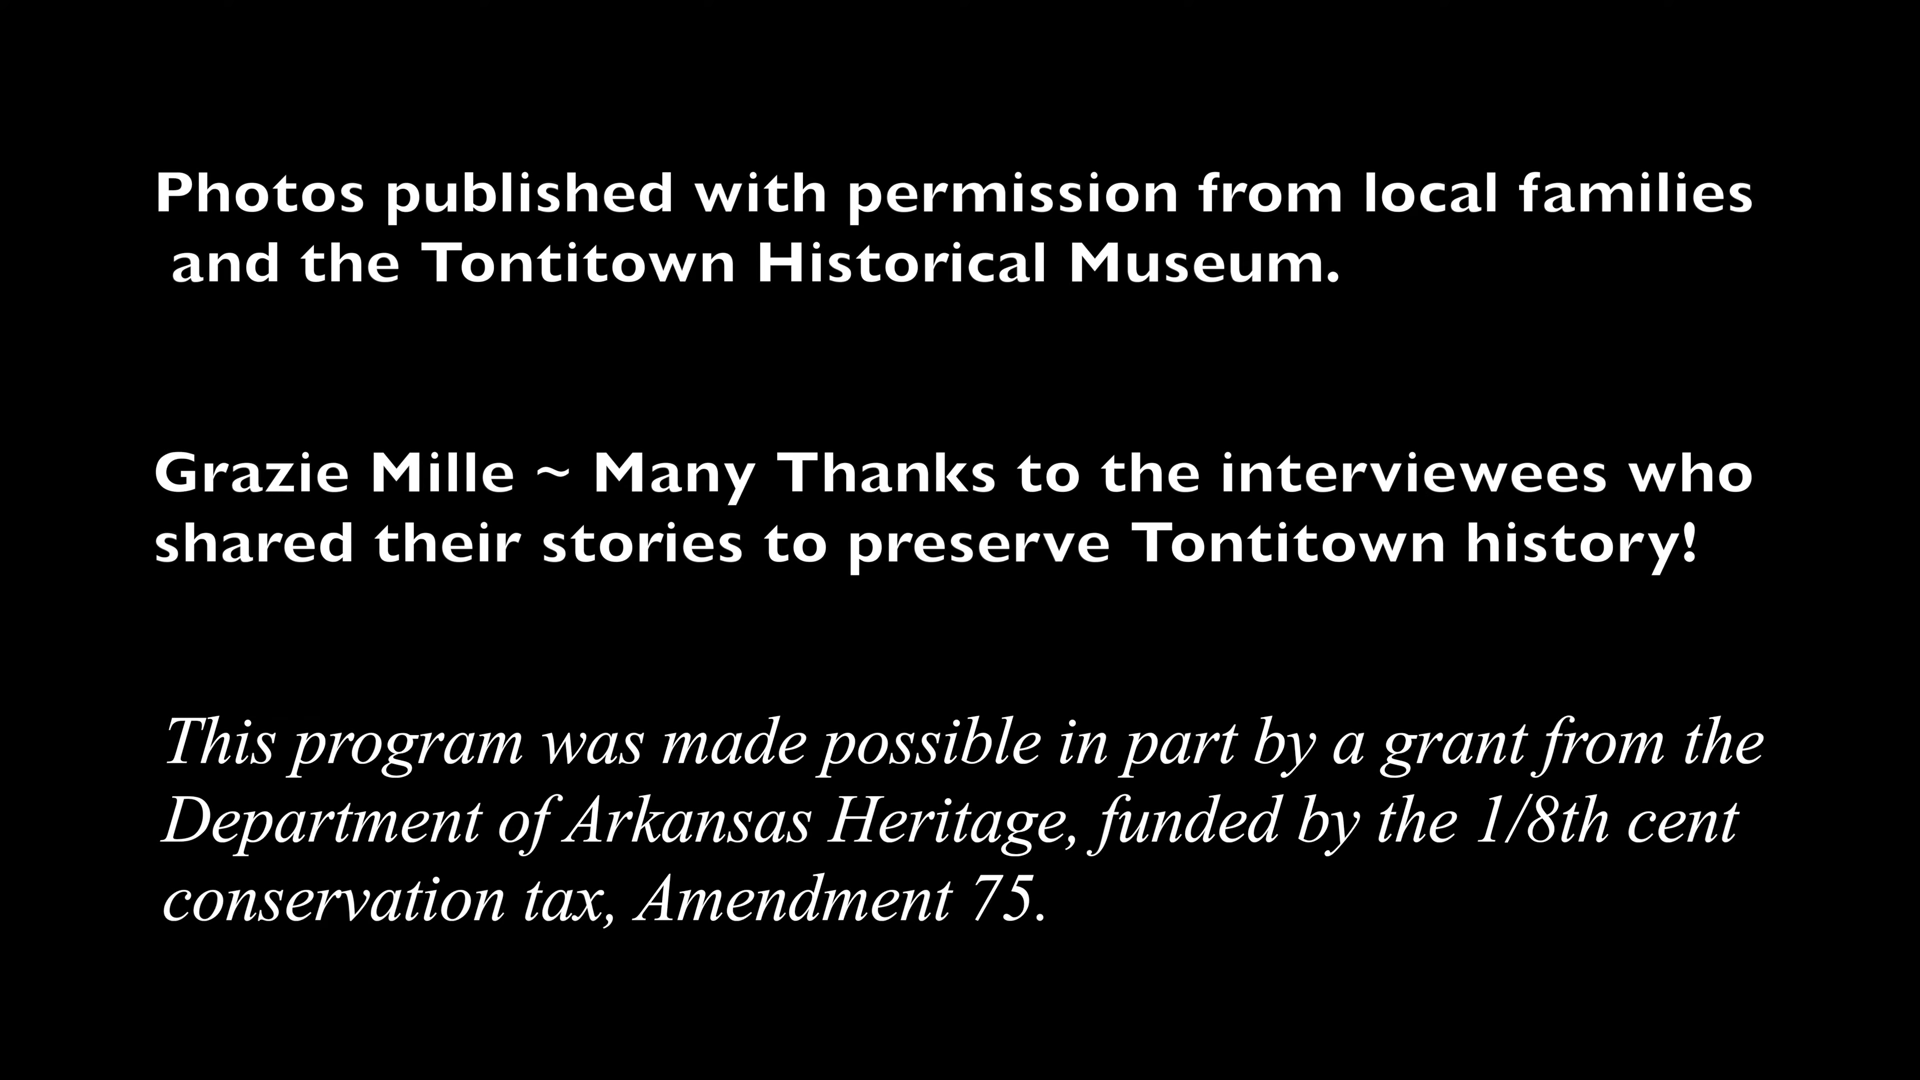 Photos published with permission from local families
and the Tontitown Historical Museum.
Grazie Mille ~ Many Thanks to the interviewees who
shared their stories to preserve Tontitown history!
This program was made possible in part by a grant from the
Department of Arkansas Heritage, funded by the 1/8th cent
conservation tax, Amendment 75.